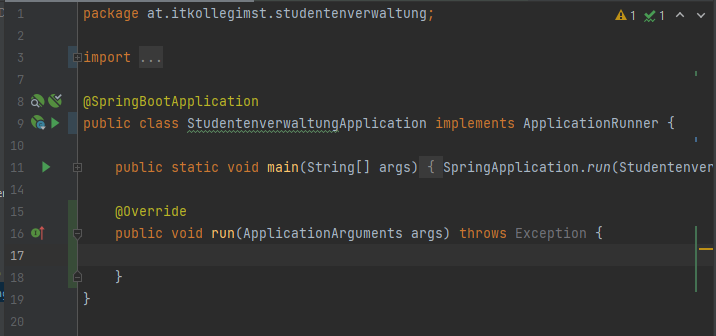 1 package at.itkollegimst.studentenverwaltung; 1 1
2
3 import ...
7
8 @SpringBootApplication
9 public class StudentenverwaltungApplication implements ApplicationRunner {
10
11 public static void main(String[] args) { SpringApplication.run(Studentenver
14
15 @Override
16 public void run(ApplicationArguments args) throws Exception {
17
18 }
19 }
20